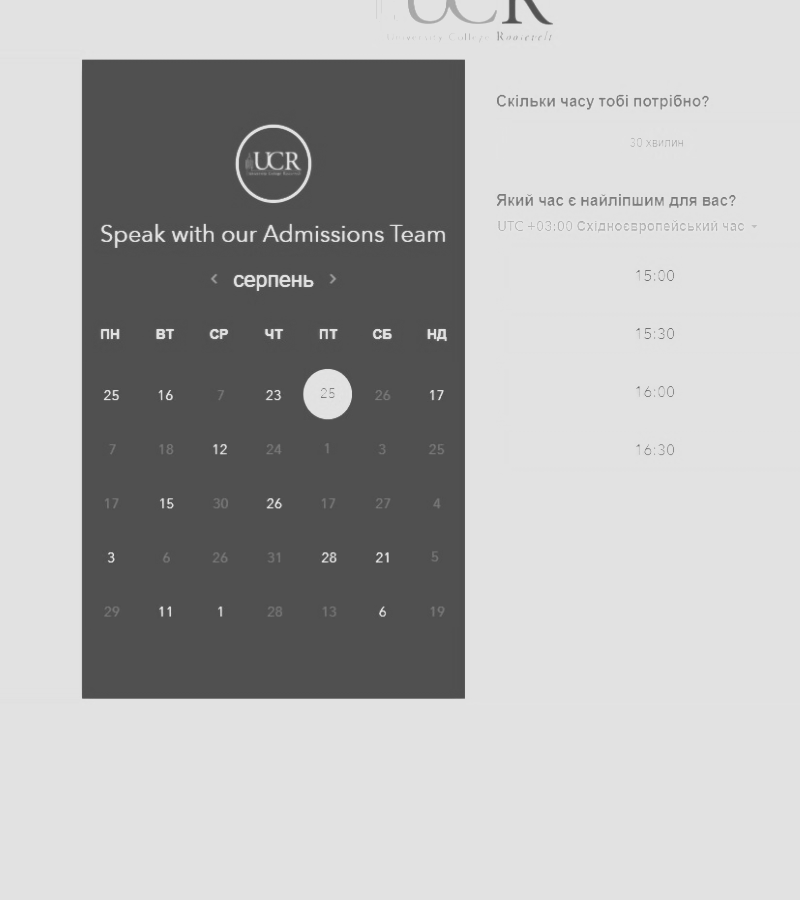 UCR
University College Roosevelt
UCR
Speak with our Admissions Team
серпень
ПН ВТ СР ЧТ ПТ СБ НД
25 16 7 23 25 26 17
7 18 12 24 1 3 25
17 15 30 26 17 27 4
3 6 26 31 28 21 5
29 11 1 28 13 6 19
Скільки часу тобі потрібно?
30 хвилин
Який час є найліпшим для вас?
UTC +03:00 Східноєвропейський час
15:00
15:30
16:00
16:30